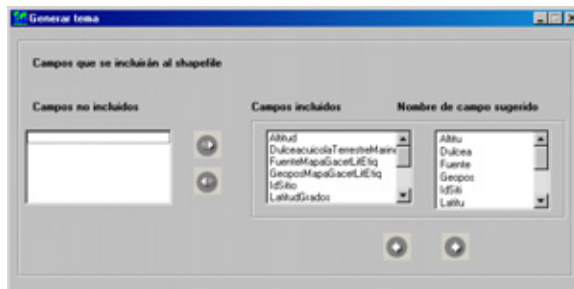 Generar tema
Campos que se incluirán al shapefile
Campos no incluidos
Campos incluidos
Nombre de campo sugerido
Altitud
DulceacuicolaTerrestreMarino
FuenteMapaGacetLitEtiq
GeoposMapaGacetLitEtiq
IdSitio
LatitudGrados
Altitu
Dulcea
Fuente
Geopos
IdSiti
Latitu